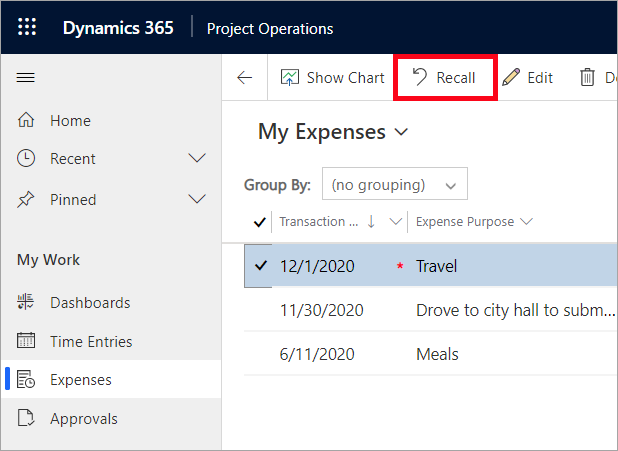 Dynamics 365 Project Operations
Show Chart Recall Edit
Home
Recent
Pinned
My Work
Dashboards
Time Entries
Expenses
Approvals
My Expenses
Group By: (no grouping)
Transaction ... Expense Purpose
12/1/2020 * Travel
11/30/2020 Drove to city hall to subm...
6/11/2020 Meals